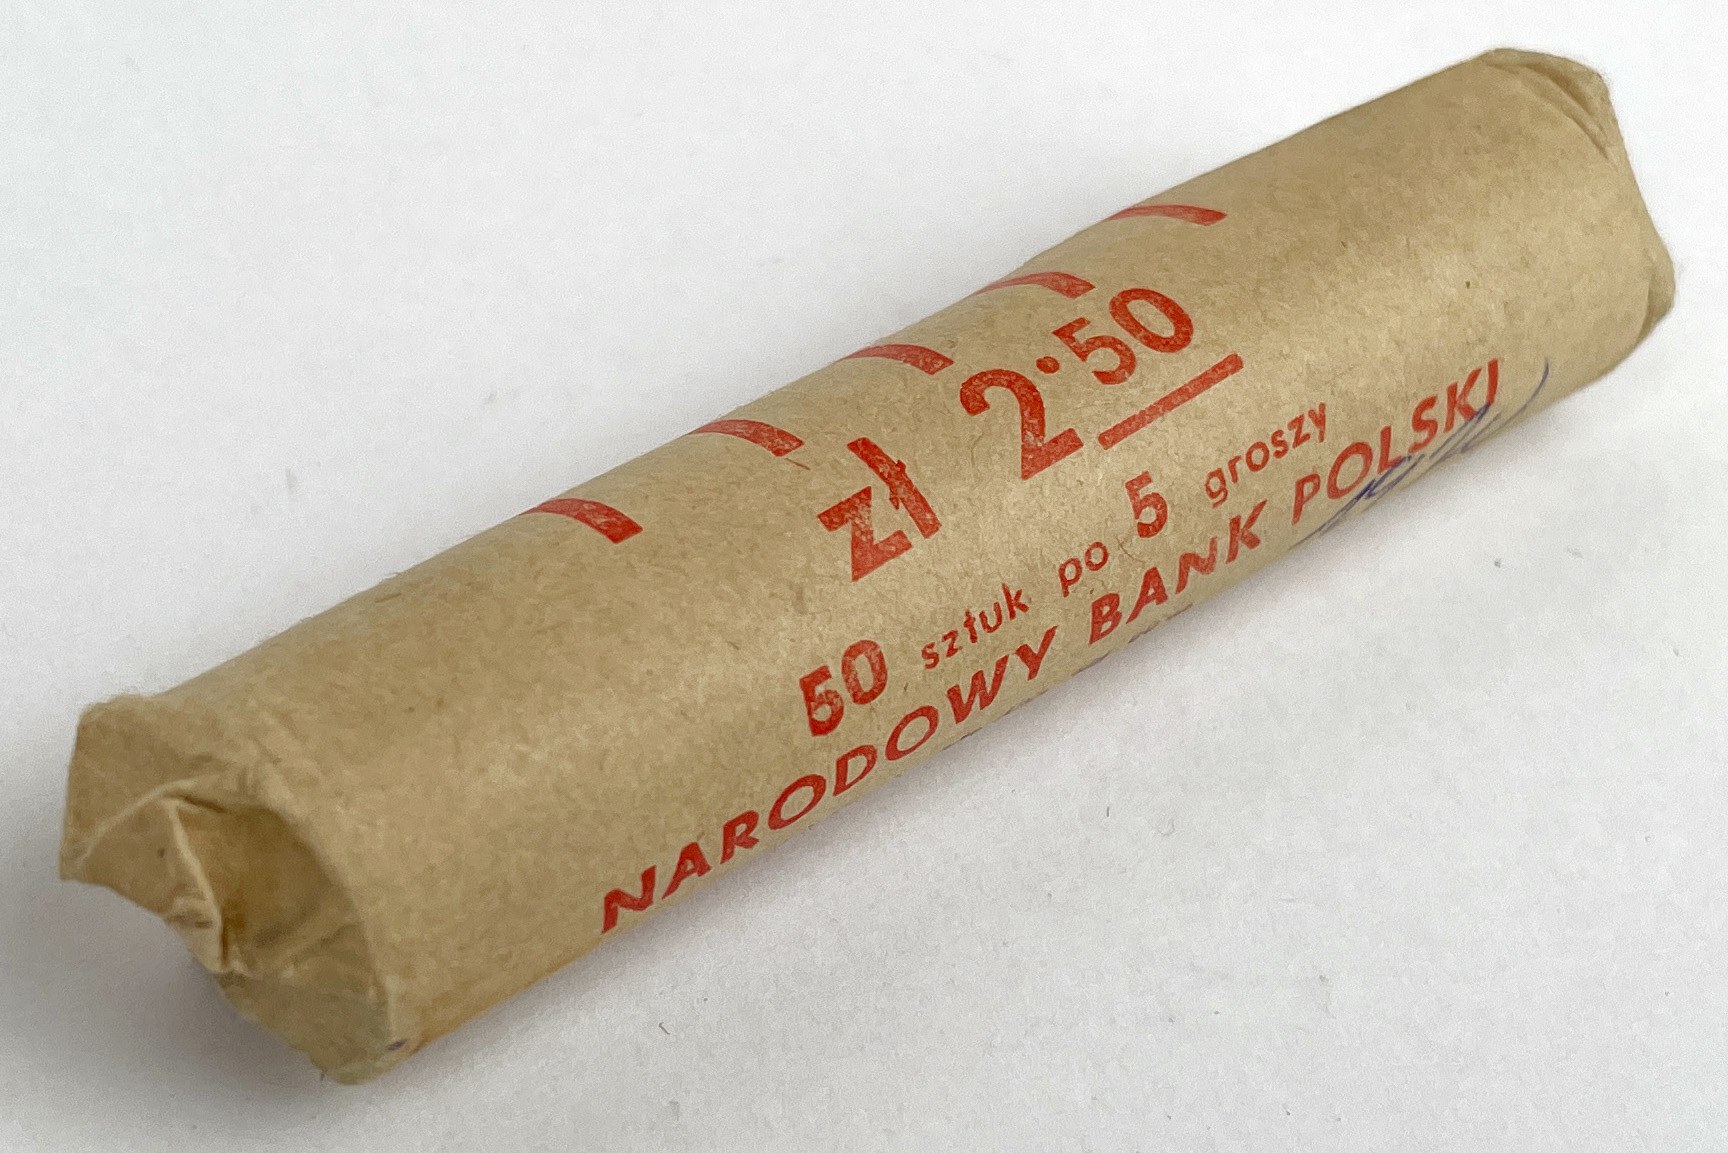 zł 2·50
50 sztuk po 5 groszy
NARODOWY BANK POLSKI